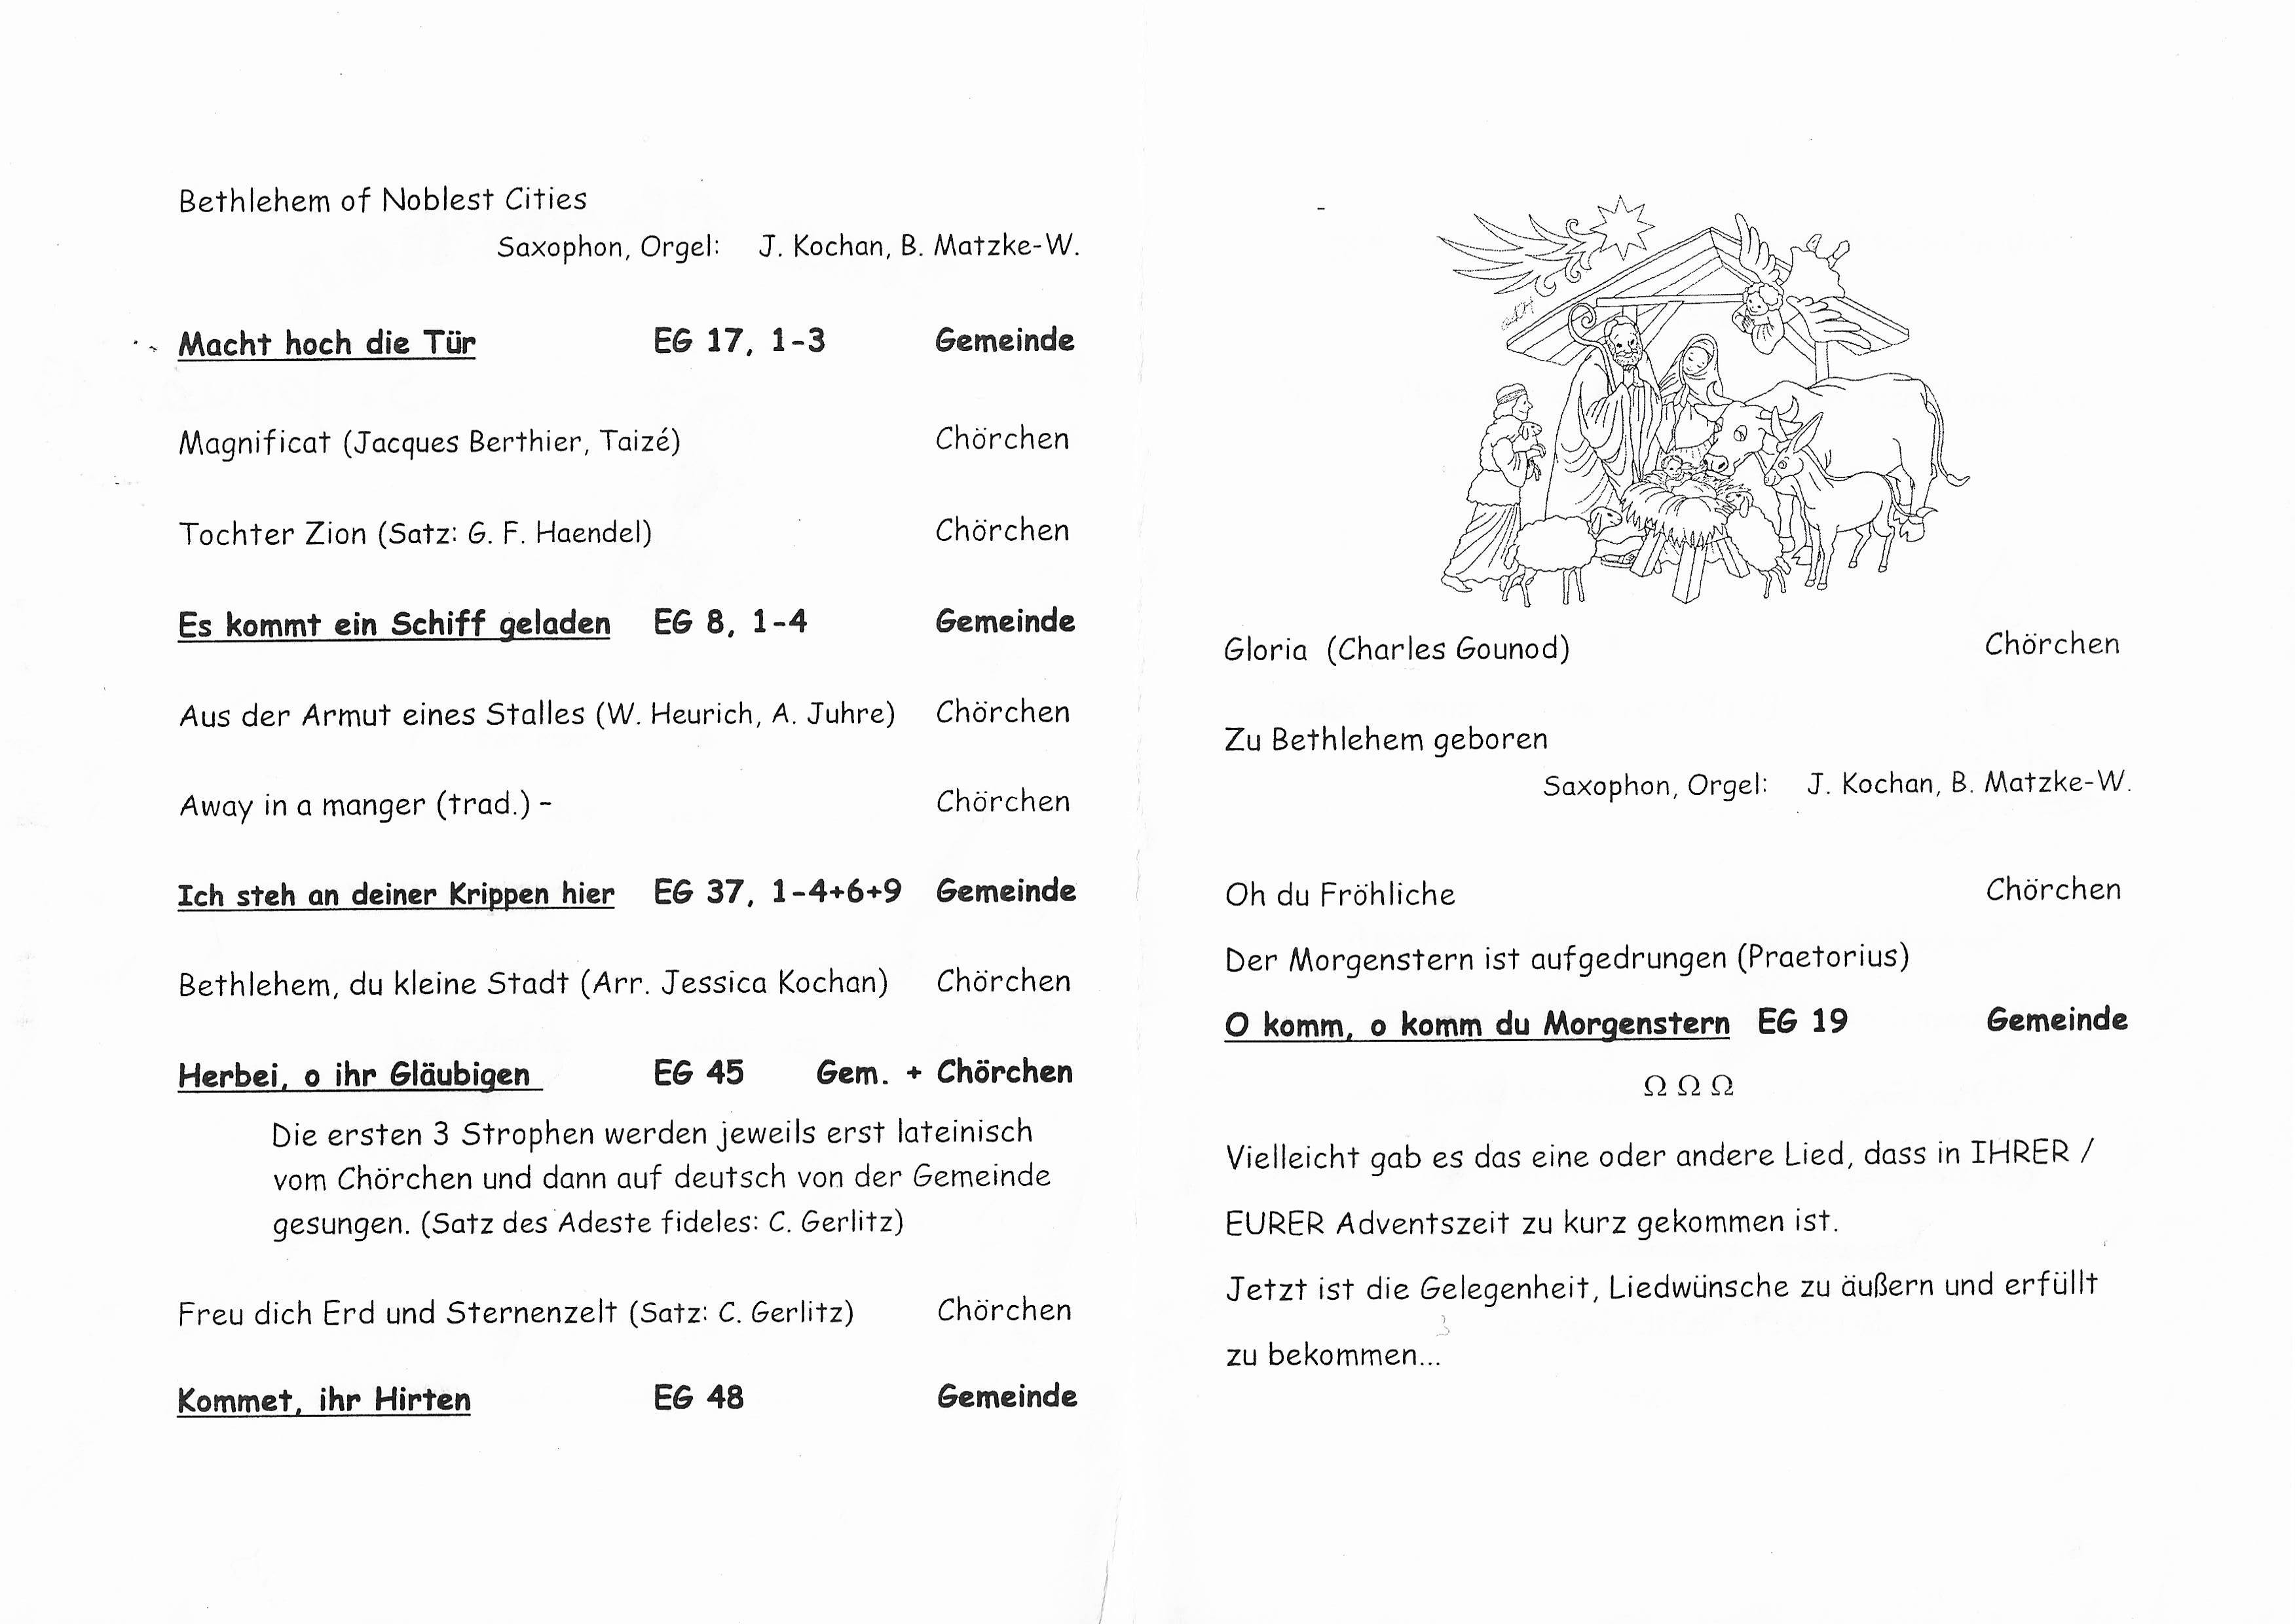 Bethlehem of Noblest Cities
Saxophon, Orgel: J. Kochan, B. Matzke-W.
Macht hoch die Tür EG 17, 1-3 Gemeinde
Magnificat (Jacques Berthier, Taizé) Chörchen
Tochter Zion (Satz: G. F. Haendel) Chörchen
Es kommt ein Schiff geladen EG 8, 1-4 Gemeinde
Aus der Armut eines Stalles (W. Heurich, A. Juhre) Chörchen
Away in a manger (trad.) - Chörchen
Ich steh an deiner Krippen hier EG 37, 1-4+6+9 Gemeinde
Bethlehem, du kleine Stadt (Arr. Jessica Kochan) Chörchen
Herbei, o ihr Gläubigen EG 45 Gem. + Chörchen
Die ersten 3 Strophen werden jeweils erst lateinisch
vom Chörchen und dann auf deutsch von der Gemeinde
gesungen. (Satz des Adeste fideles: C. Gerlitz)
Freu dich Erd und Sternenzelt (Satz: C. Gerlitz) Chörchen
Kommet, ihr Hirten EG 48 Gemeinde
Gloria (Charles Gounod) Chörchen
Zu Bethlehem geboren
Saxophon, Orgel: J. Kochan, B. Matzke-W.
Oh du Fröhliche Chörchen
Der Morgenstern ist aufgedrungen (Praetorius)
O komm, o komm du Morgenstern EG 19 Gemeinde
Ω Ω Ω
Vielleicht gab es das eine oder andere Lied, dass in IHRER /
EURER Adventszeit zu kurz gekommen ist.
Jetzt ist die Gelegenheit, Liedwünsche zu äußern und erfüllt
zu bekommen...